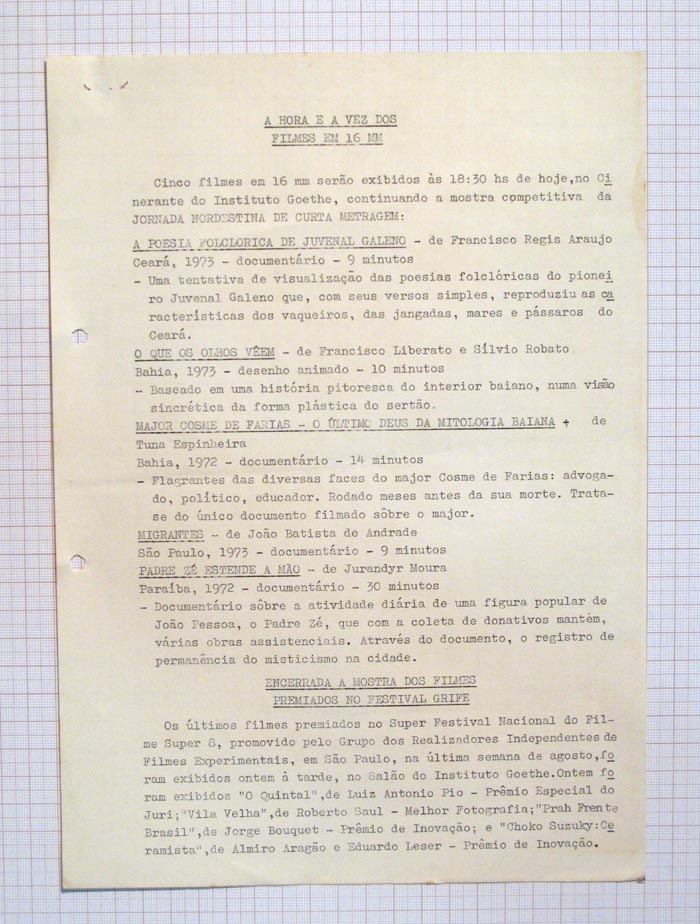 A HORA E A VEZ DOS
FILMES EM 16 MM
Cinco filmes em 16 mm serão exibidos às 18:30 hs de hoje,no Ci
nerante do Instituto Goethe, continuando a mostra competitiva da
JORNADA NORDESTINA DE CURTA METRAGEM:
A POESIA FOLCLORICA DE JUVENAL GALENO - de Francisco Regis Araujo
Ceará, 1973 - documentário - 9 minutos
- Uma tentativa de visualização das poesias folclóricas do pionei
ro Juvenal Galeno que, com seus versos simples, reproduziu as ca
racterísticas dos vaqueiros, das jangadas, mares e pássaros do
Ceará.
O QUE OS OLHOS VÊEM - de Francisco Liberato e Sílvio Robato
Bahia, 1973 - desenho animado - 10 minutos
- Baseado em uma história pitoresca do interior baiano, numa visão
sincrética da forma plástica do sertão.
MAJOR COSME DE FARIAS - O ÚLTIMO DEUS DA MITOLOGIA BAIANA - de
Tuna Espinheira
Bahia, 1972 - documentário - 14 minutos
- Flagrantes das diversas faces do major Cosme de Farias: advoga-
do, político, educador. Rodado meses antes da sua morte. Trata-
se do único documento filmado sôbre o major.
MIGRANTES - de João Batista de Andrade
São Paulo, 1973 - documentário - 9 minutos
PADRE ZÉ ESTENDE A MÃO - de Jurandyr Moura
Paraíba, 1972 - documentário - 30 minutos
- Documentário sôbre a atividade diária de uma figura popular de
João Pessoa, o Padre Zé, que com a coleta de donativos mantém,
várias obras assistenciais. Através do documento, o registro de
permanência do misticismo na cidade.
ENCERRADA A MOSTRA DOS FILMES
PREMIADOS NO FESTIVAL GRIFE
Os últimos filmes premiados no Super Festival Nacional do Fil-
me Super 8, promovido pelo Grupo dos Realizadores Independentes de
Filmes Experimentais, em São Paulo, na última semana de agosto,fo
ram exibidos ontem à tarde, no Salão do Instituto Goethe.Ontem fo
ram exibidos "O Quintal",de Luiz Antonio Pio - Prêmio Especial do
Juri;"Vila Velha",de Roberto Saul - Melhor Fotografia;"Prah Frente
Brasil",de Jorge Bouquet - Prêmio de Inovação; e "Choko Suzuky:Ce
ramista",de Almiro Aragão e Eduardo Leser - Prêmio de Inovação.